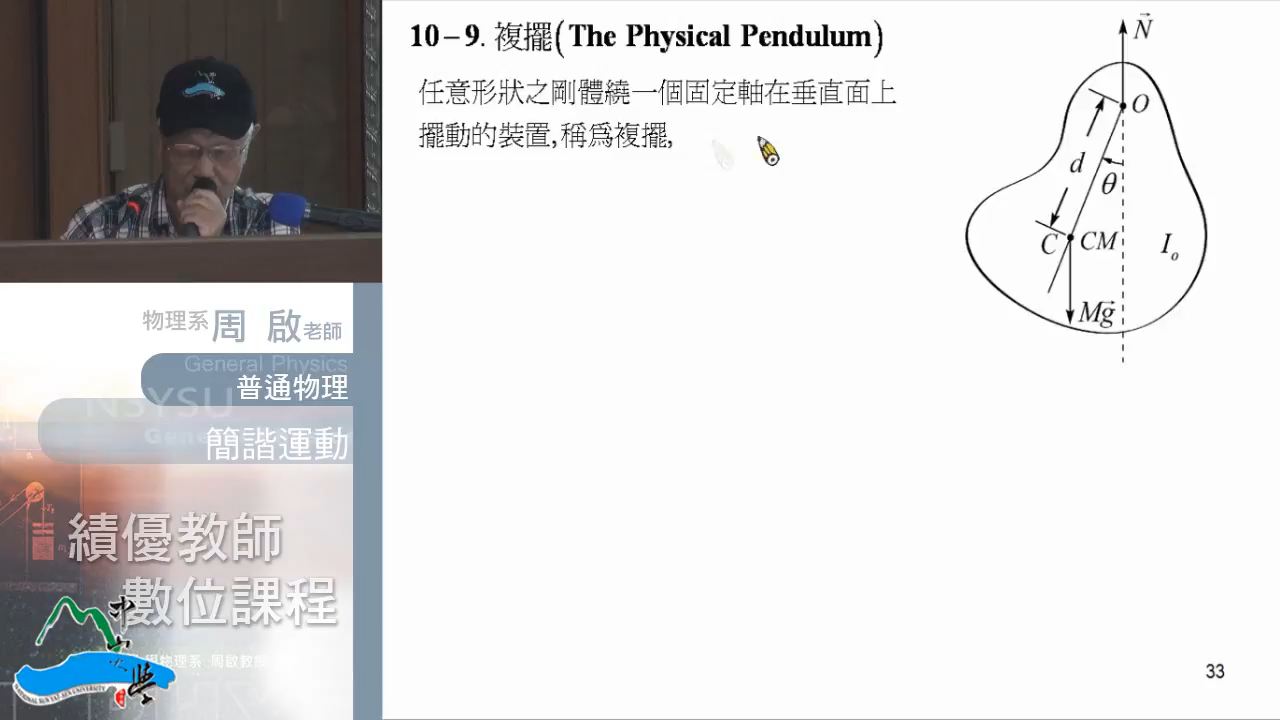 10-9. 複擺(The Physical Pendulum)
任意形狀之剛體繞一個固定軸在垂直面上
擺動的裝置,稱爲複擺,
N
O
d
θ
C CM
I₀
Mg
33
物理系周 啟老師
General Physics
普通物理
NSYSU
簡諧運動
績優教師
數位課程